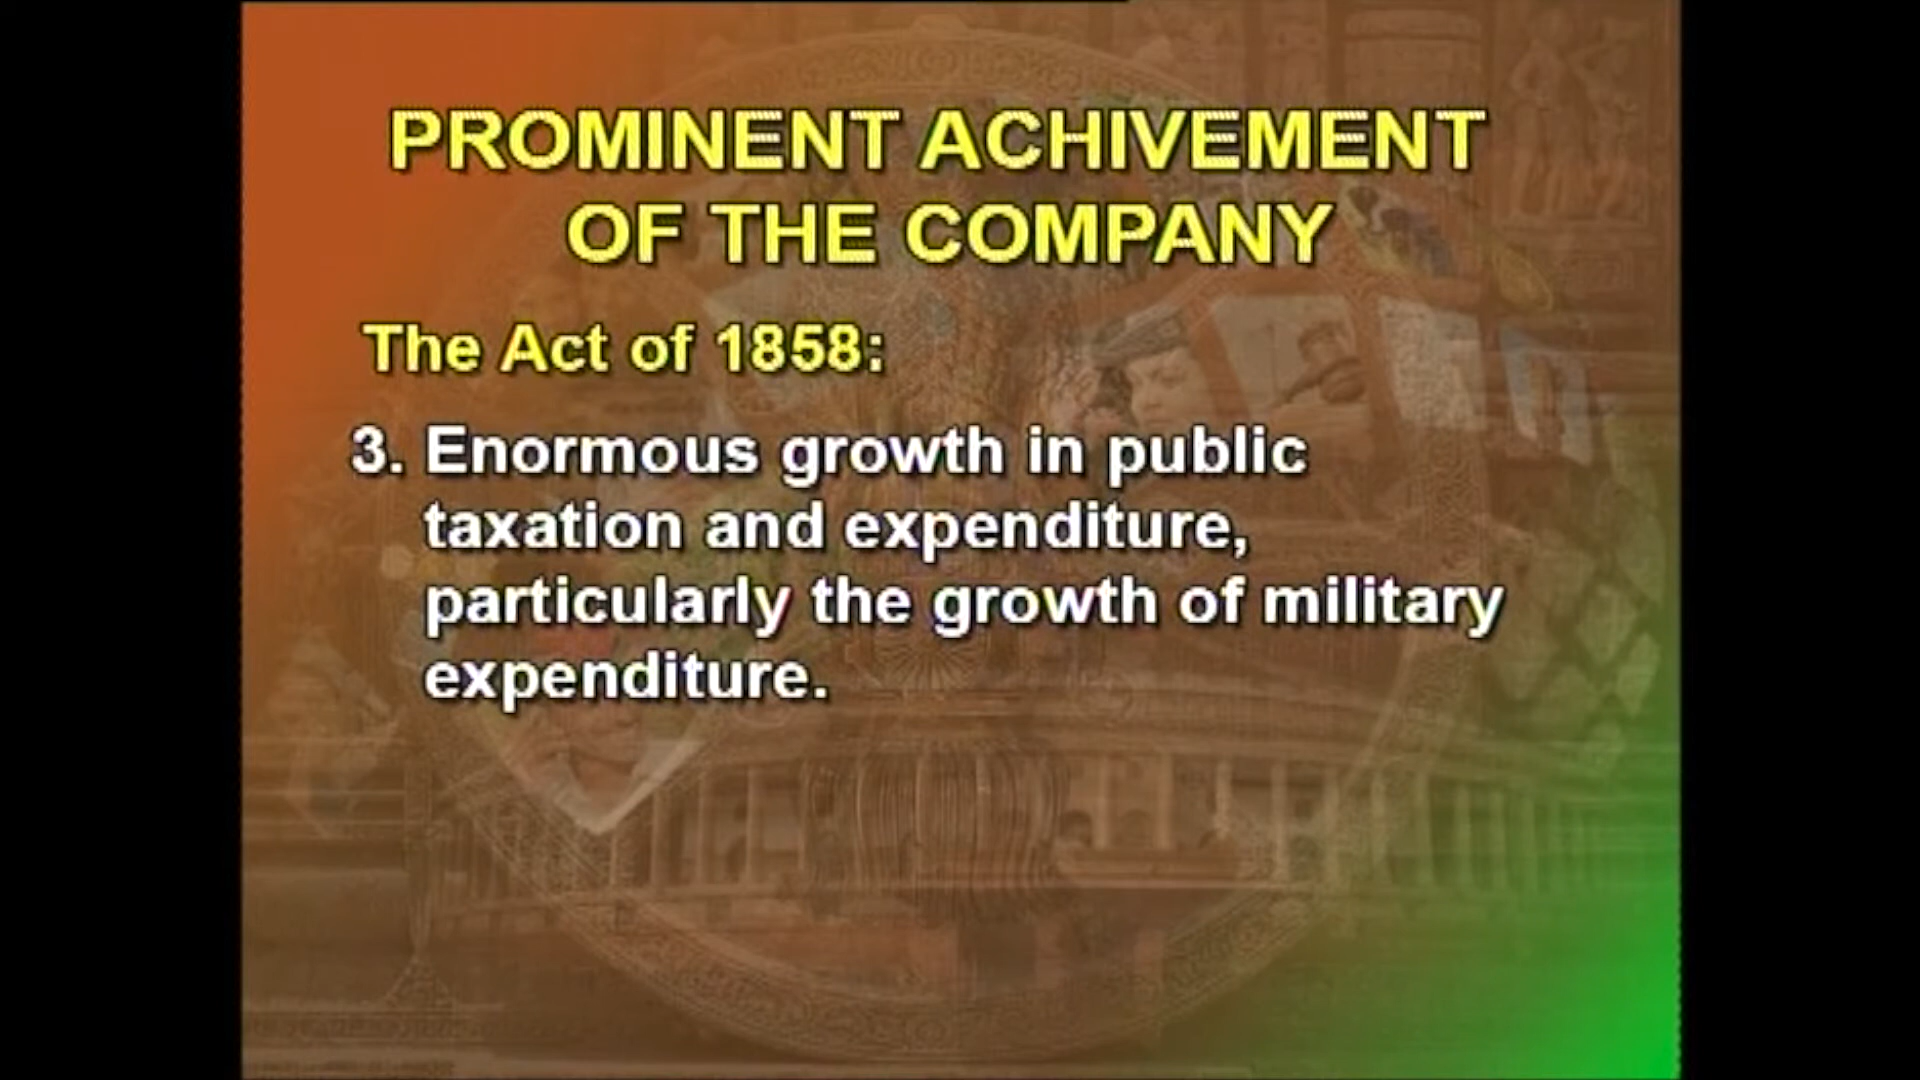 PROMINENT ACHIVEMENT
OF THE COMPANY
The Act of 1858:
3. Enormous growth in public
taxation and expenditure,
particularly the growth of military
expenditure.